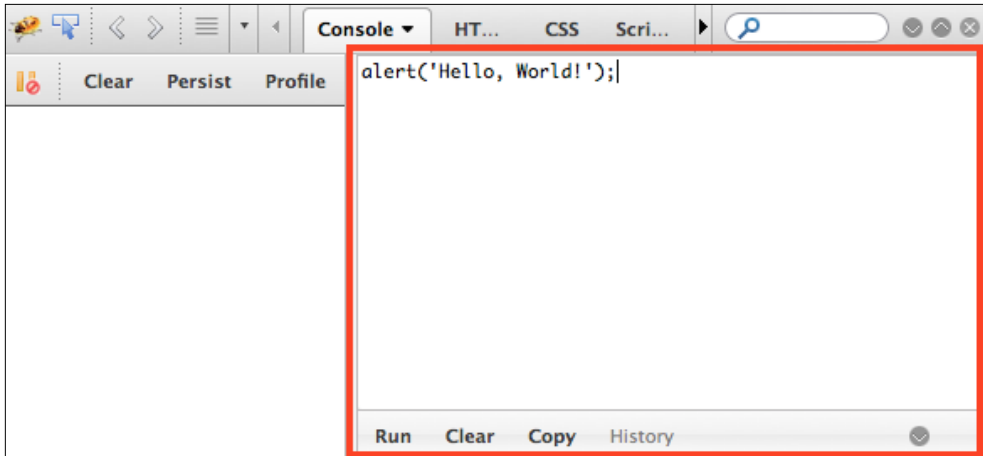 Console ▾ HT... CSS Scri...
Clear Persist Profile
alert('Hello, World!');
Run Clear Copy History